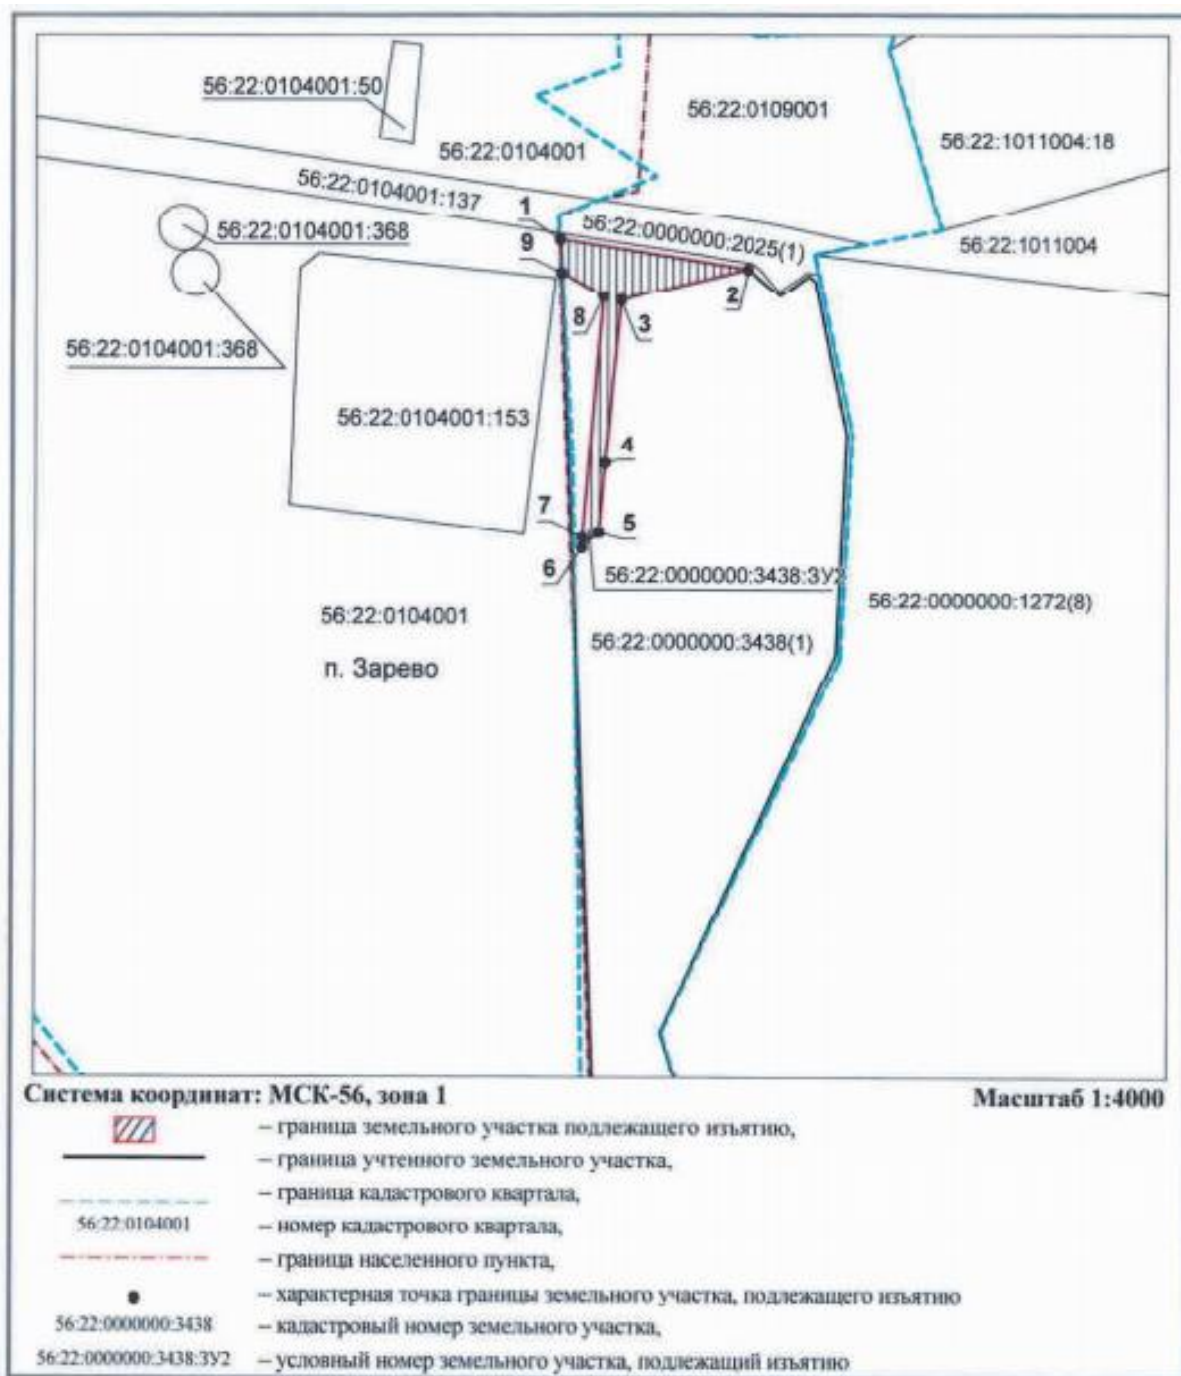 56:22:0104001:50
56:22:0109001
56:22:0104001
56:22:1011004:18
56:22:0104001:137
1
56:22:0104001:368
56:22:0000000:2025(1)
56:22:1011004
9
2
8
3
56:22:0104001:368
56:22:0104001:153
4
7
5
6
56:22:0000000:3438:ЗУ2
56:22:0000000:1272(8)
56:22:0104001
56:22:0000000:3438(1)
п. Зарево
Система координат: МСК-56, зона 1
Масштаб 1:4000
– граница земельного участка подлежащего изъятию,
– граница учтенного земельного участка,
– граница кадастрового квартала,
56:22:0104001 – номер кадастрового квартала,
– граница населенного пункта,
– характерная точка границы земельного участка, подлежащего изъятию
56:22:0000000:3438 – кадастровый номер земельного участка,
56:22:0000000:3438:ЗУ2 – условный номер земельного участка, подлежащий изъятию